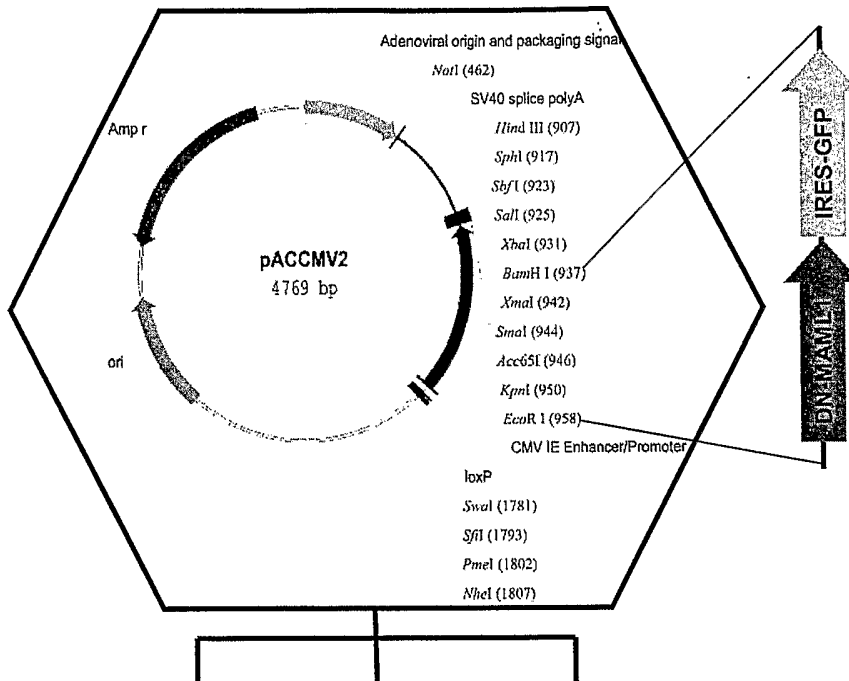 Adenoviral origin and packaging signal
NotI (462)
SV40 splice polyA
Hind III (907)
SphI (917)
SbfI (923)
SalI (925)
XbaI (931)
BamH I (937)
XmaI (942)
SmaI (944)
Acc65I (946)
KpnI (950)
EcoR I (958)
CMV IE Enhancer/Promoter
loxP
SwaI (1781)
SfiI (1793)
PmeI (1802)
NheI (1807)
Amp r
pACCMV2
4769 bp
ori
IRES-GFP
DN-MAML1